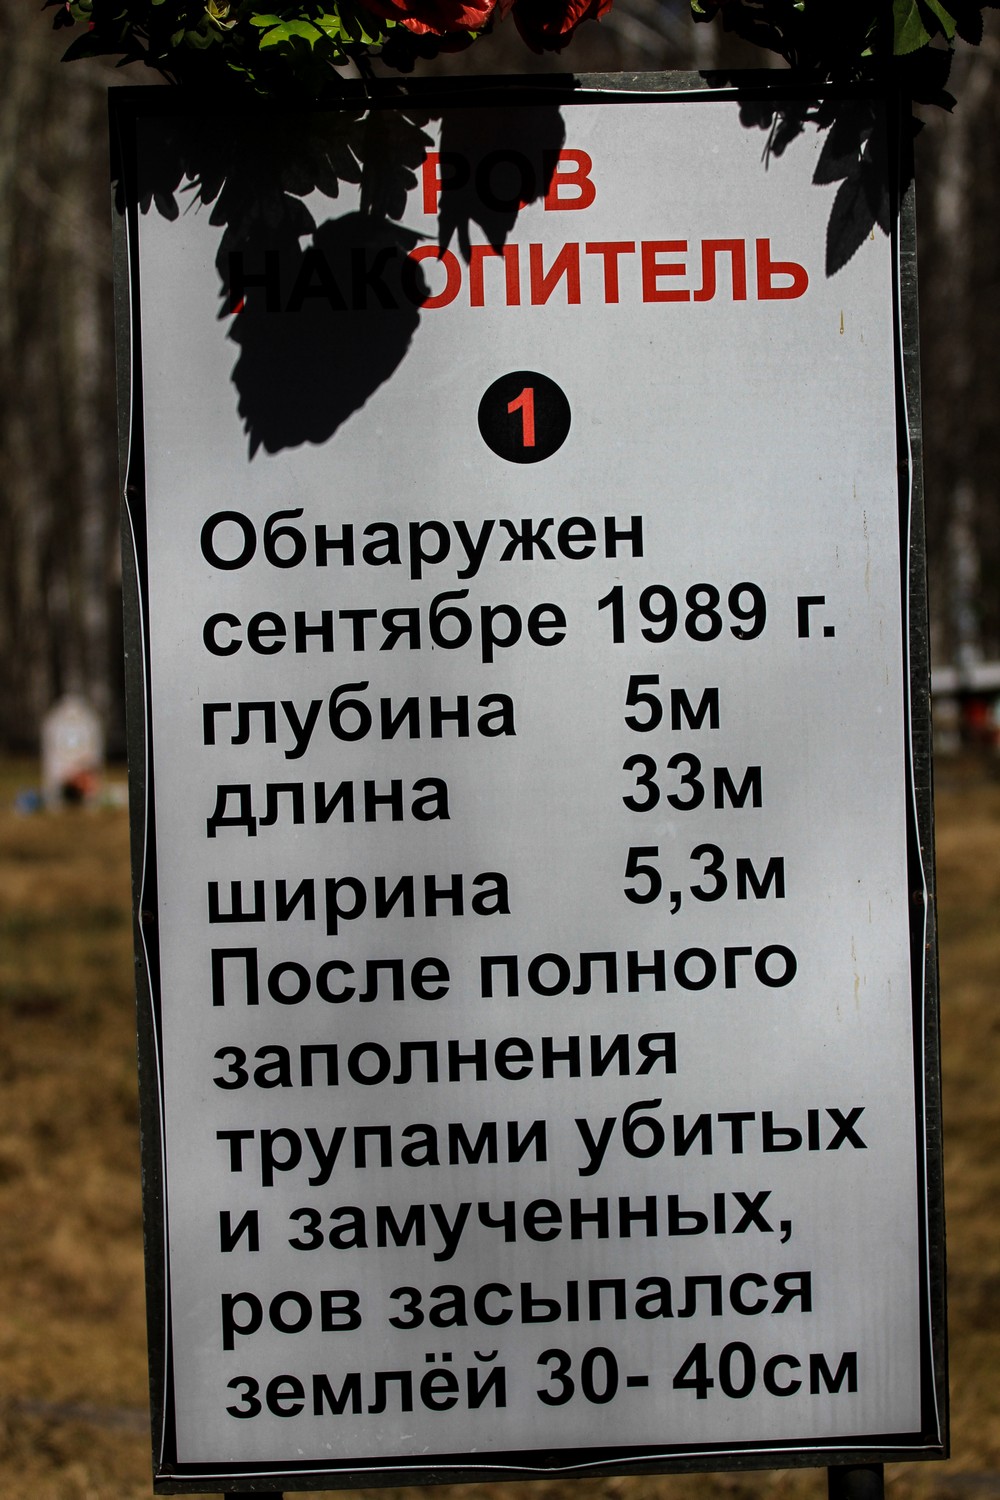 РОВ
НАКОПИТЕЛЬ
1
Обнаружен
сентябре 1989 г.
глубина 5м
длина 33м
ширина 5,3м
После полного
заполнения
трупами убитых
и замученных,
ров засыпался
землёй 30- 40см